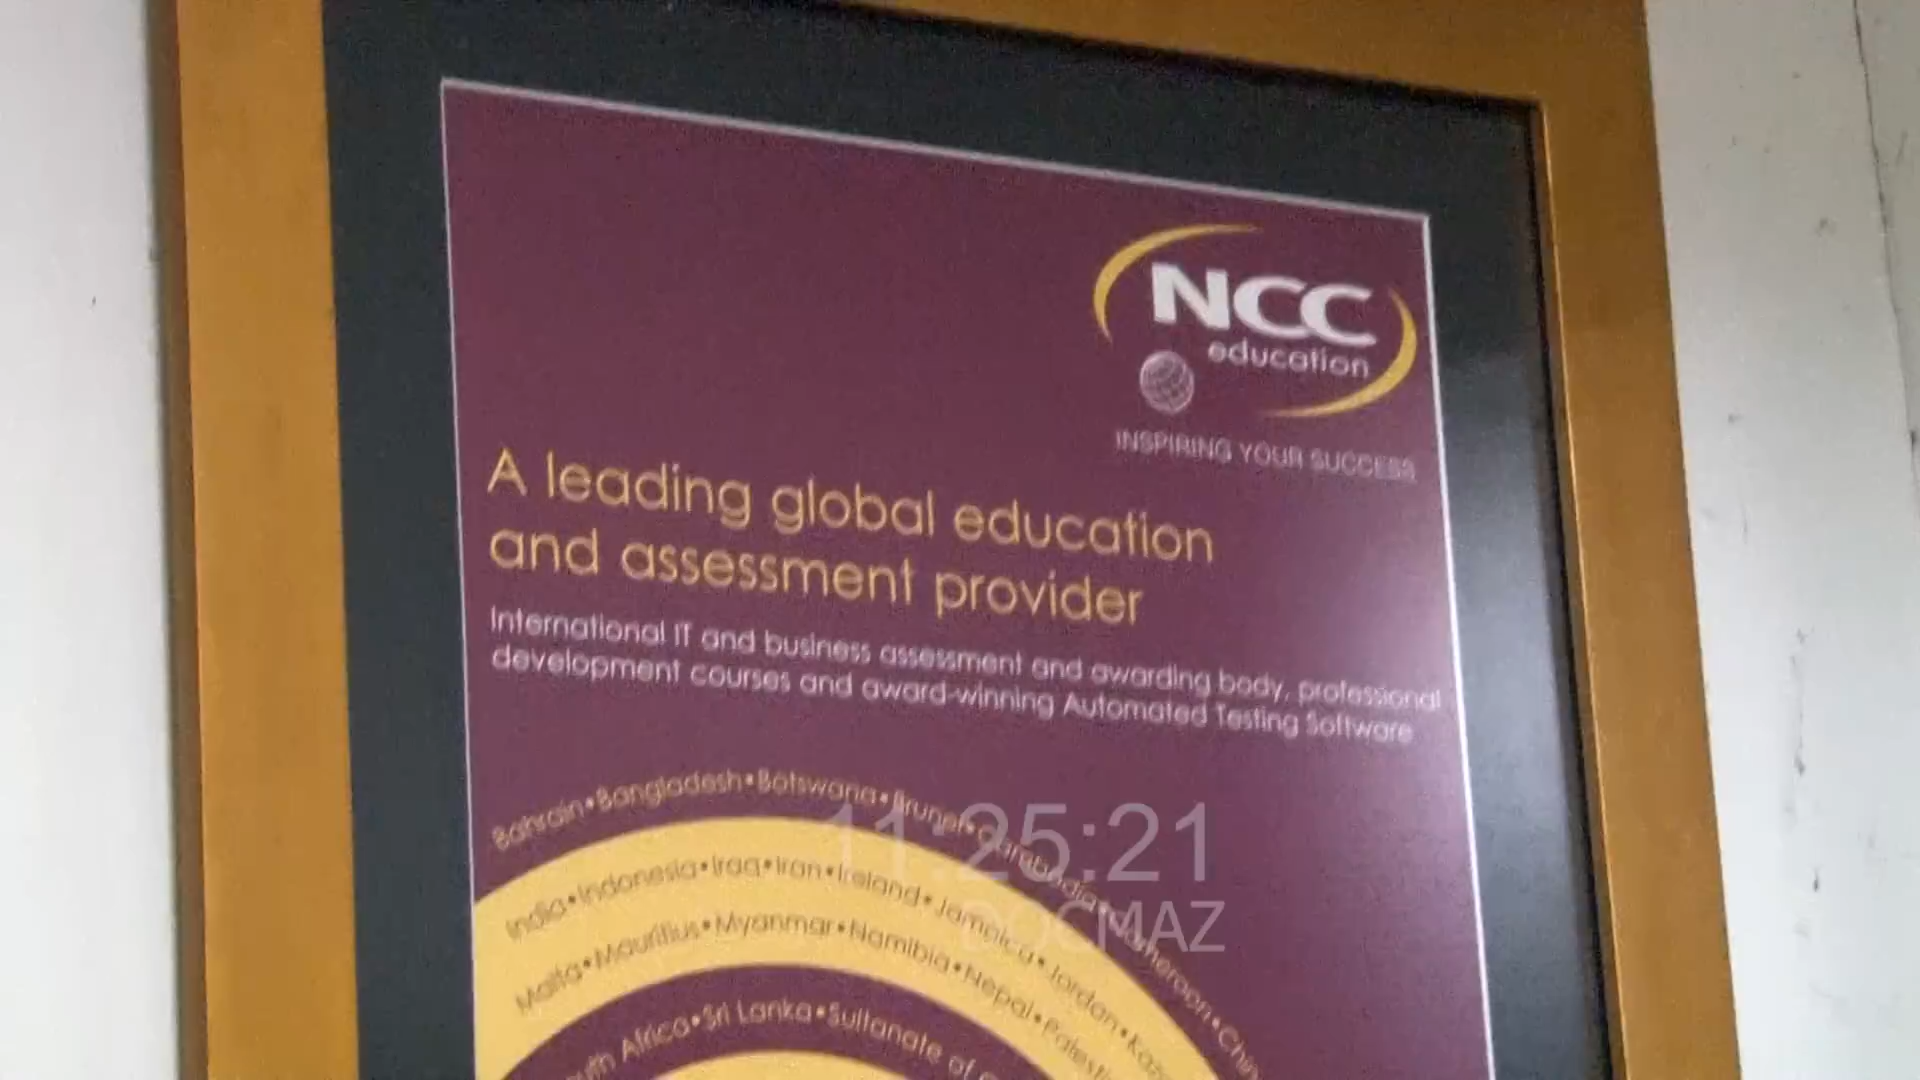 NCC
education
INSPIRING YOUR SUCCESS
A leading global education
and assessment provider
International IT and business assessment and awarding body, professional
development courses and award-winning Automated Testing Software
Bahrain•Bangladesh•Botswana•Brunei•Cambodia•Cameroon•
India•Indonesia•Iraq•Iran•Ireland•Jamaica•Jordan•
Malta•Mauritius•Myanmar•Namibia•Nepal•
Africa•Sri Lanka•Sultanate of
11:25:21
DOCMAZ